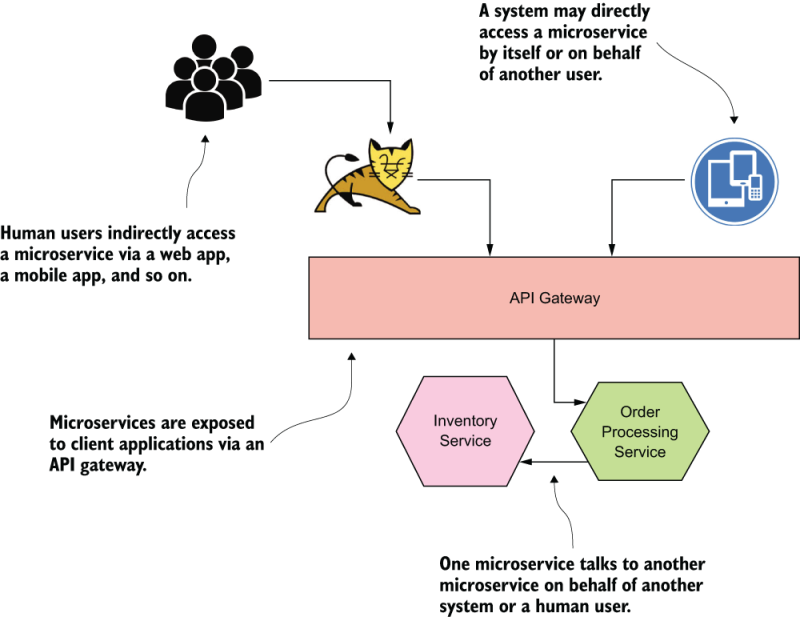 A system may directly
access a microservice
by itself or on behalf
of another user.
Human users indirectly access
a microservice via a web app,
a mobile app, and so on.
API Gateway
Microservices are exposed
to client applications via an
API gateway.
Inventory
Service
Order
Processing
Service
One microservice talks to another
microservice on behalf of another
system or a human user.